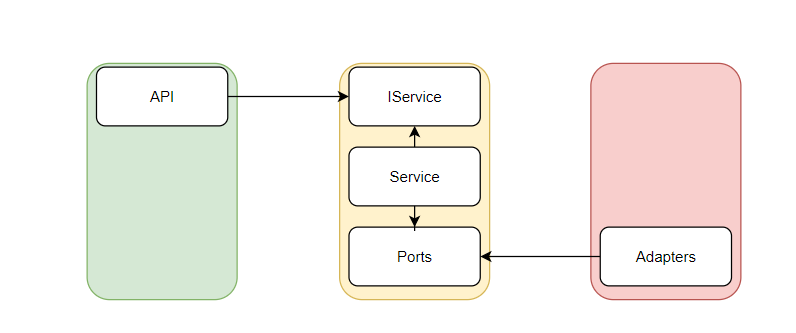 API
IService
Service
Ports
Adapters